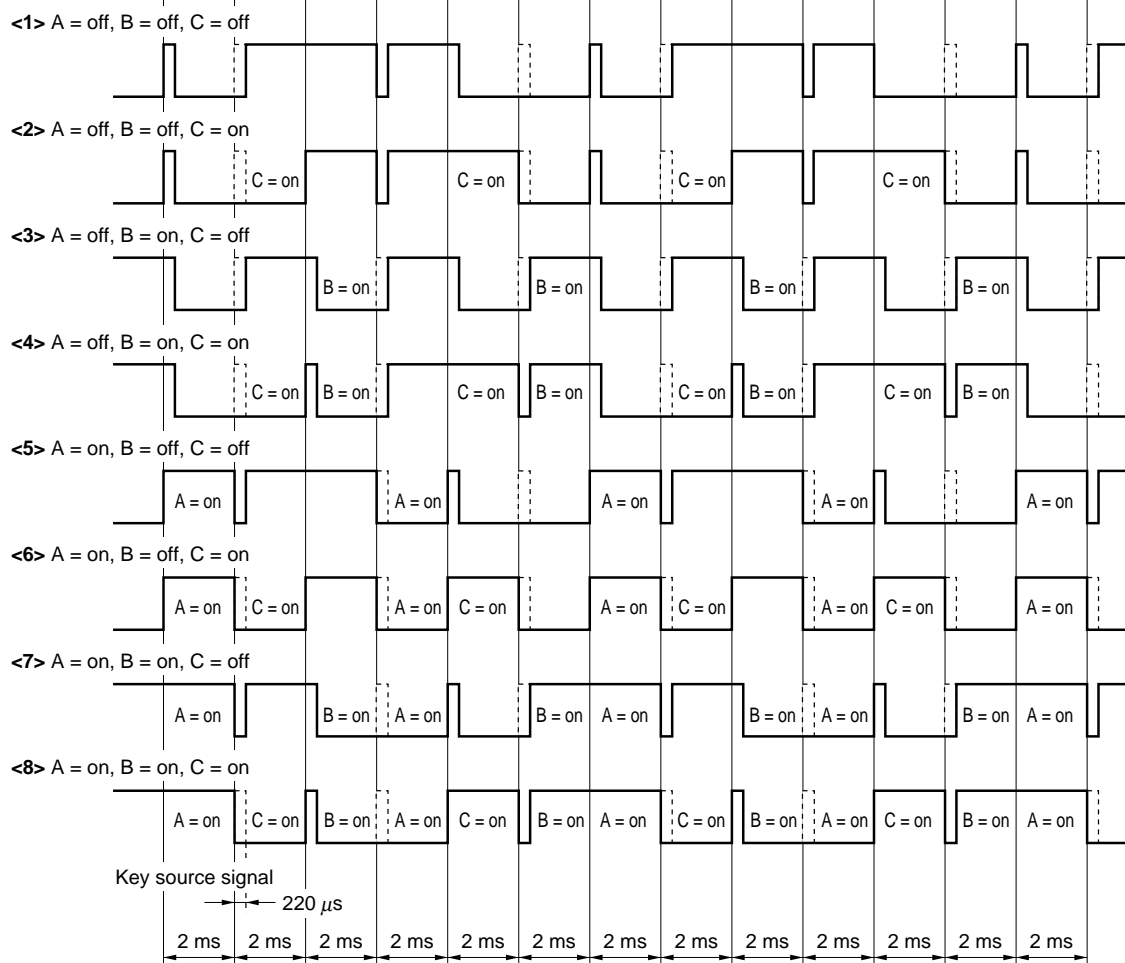 <1> A = off, B = off, C = off
<2> A = off, B = off, C = on
C = on C = on C = on C = on
<3> A = off, B = on, C = off
B = on B = on B = on B = on
<4> A = off, B = on, C = on
C = on B = on C = on B = on C = on B = on C = on B = on
<5> A = on, B = off, C = off
A = on A = on A = on A = on A = on
<6> A = on, B = off, C = on
A = on C = on A = on C = on A = on C = on A = on C = on A = on
<7> A = on, B = on, C = off
A = on B = on A = on B = on A = on B = on A = on B = on A = on
<8> A = on, B = on, C = on
A = on C = on B = on A = on C = on B = on A = on C = on B = on A = on C = on B = on A = on
Key source signal
220 μs
2 ms 2 ms 2 ms 2 ms 2 ms 2 ms 2 ms 2 ms 2 ms 2 ms 2 ms 2 ms 2 ms